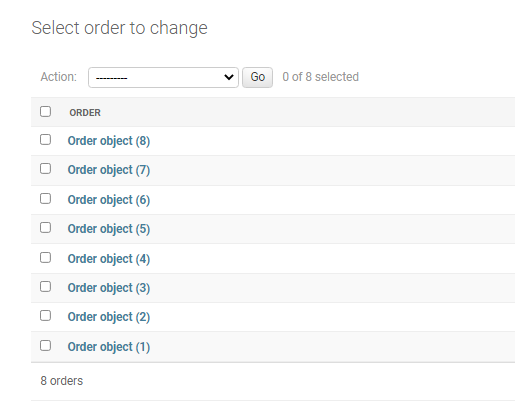 Select order to change
Action: --------- Go 0 of 8 selected
ORDER
Order object (8)
Order object (7)
Order object (6)
Order object (5)
Order object (4)
Order object (3)
Order object (2)
Order object (1)
8 orders